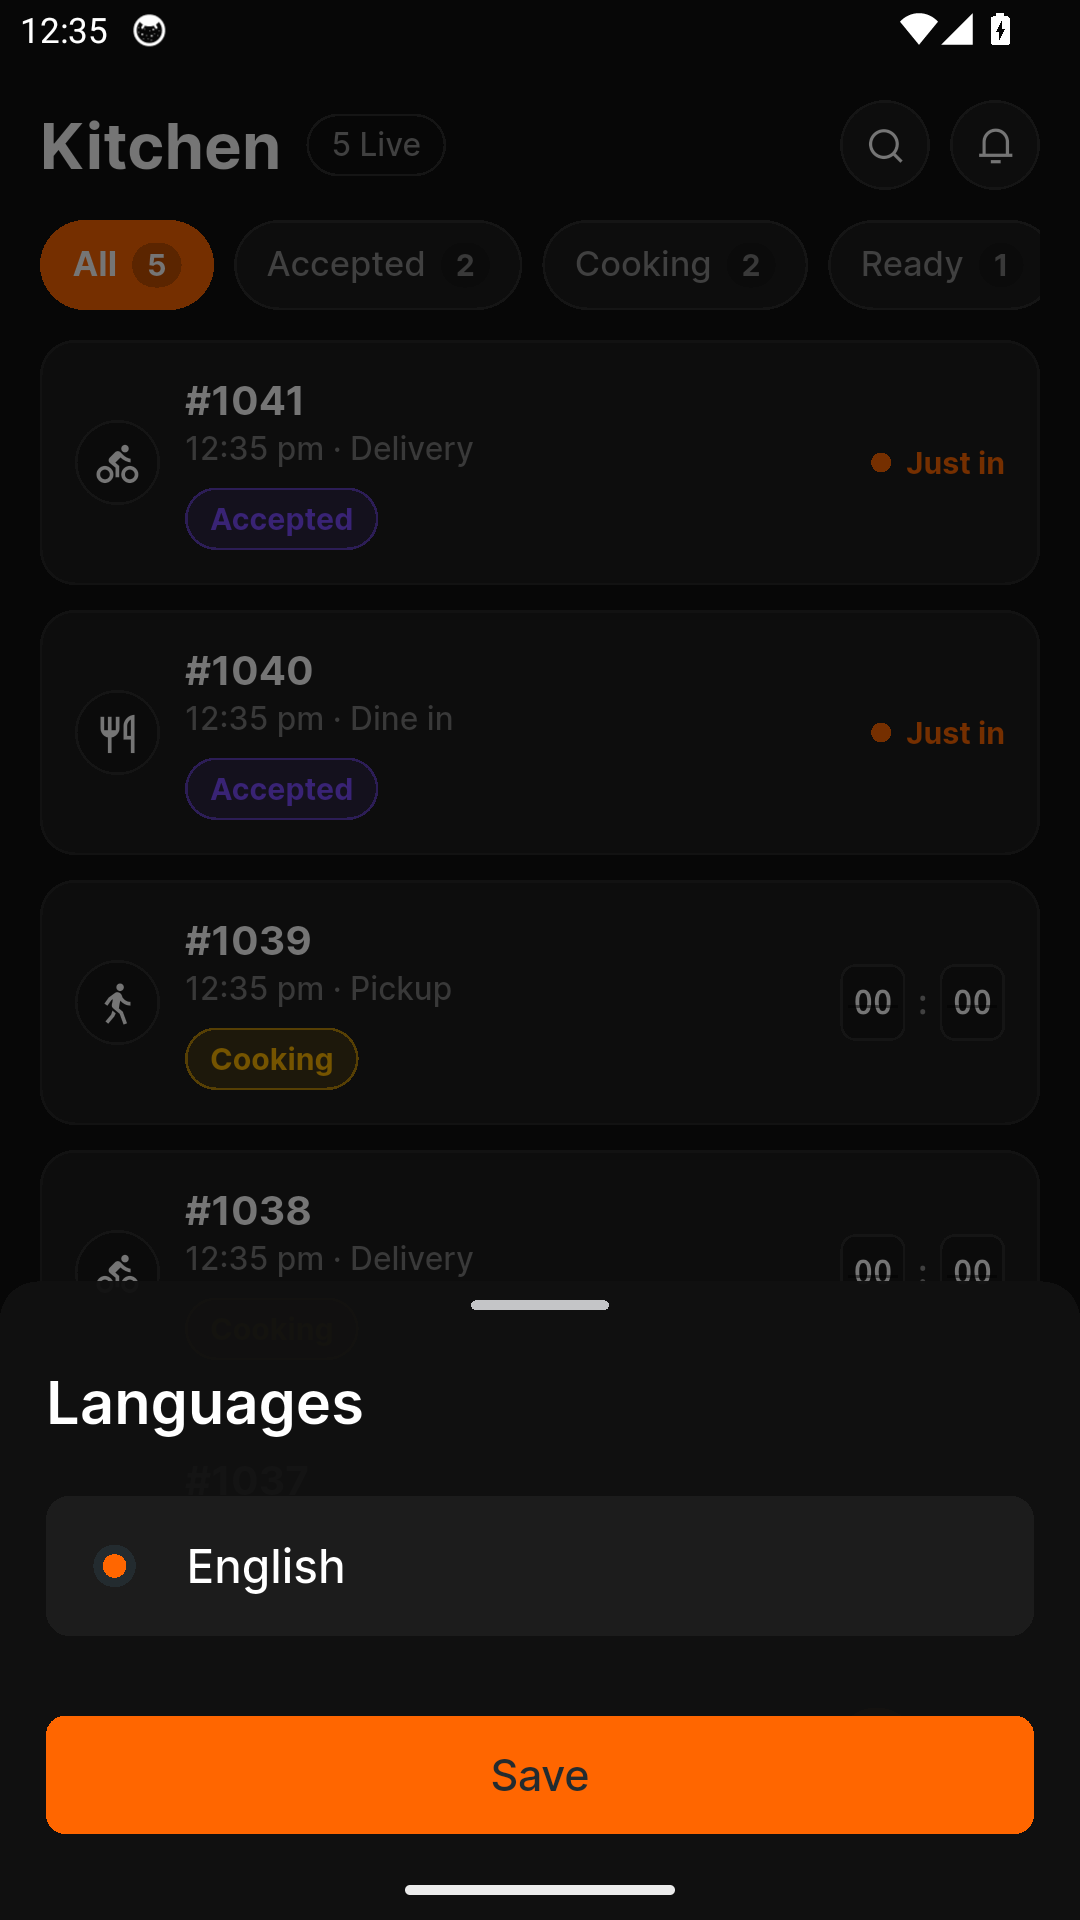 12:35
Kitchen 5 Live
All 5 Accepted 2 Cooking 2 Ready 1
#1041
12:35 pm · Delivery
Just in
Accepted
#1040
12:35 pm · Dine in
Just in
Accepted
#1039
12:35 pm · Pickup
00 : 00
Cooking
#1038
12:35 pm · Delivery
00 : 00
Cooking
Languages
#1037
English
Save